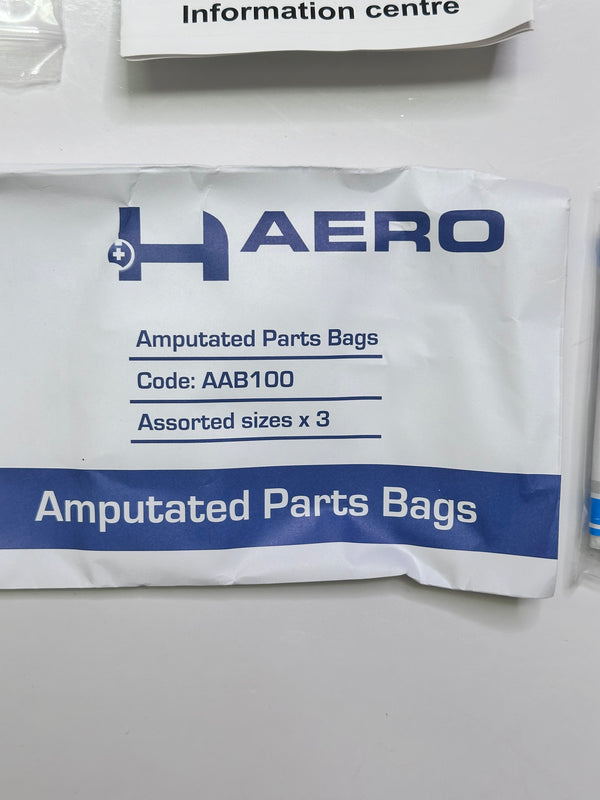 Information centre
AERO
Amputated Parts Bags
Code: AAB100
Assorted sizes x 3
Amputated Parts Bags